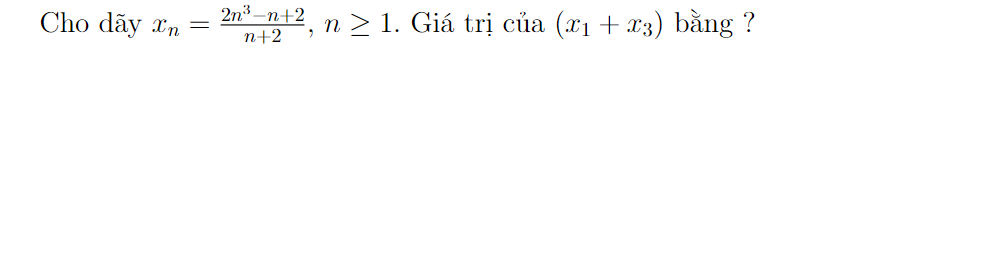 Cho dãy $x_n = \frac{2n^3-n+2}{n+2}$, $n \geq 1$. Giá trị của $(x_1 + x_3)$ bằng ?